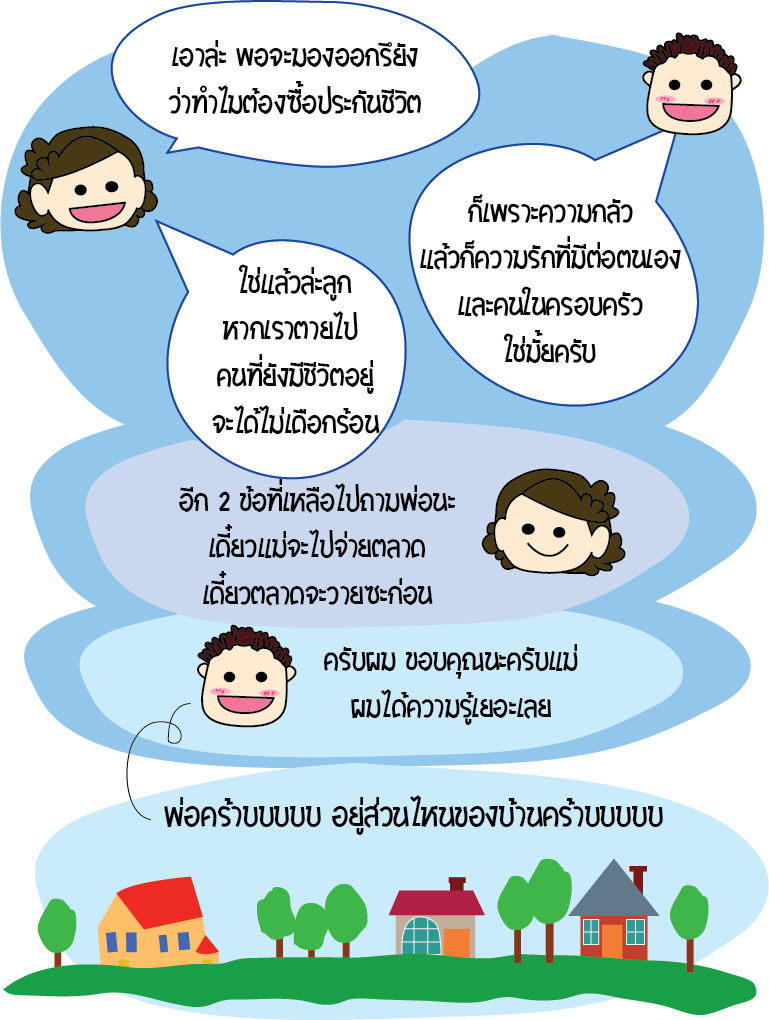 เอาล่ะ พอจะมองออกรึยัง
ว่าทำไมต้องซื้อประกันชีวิต
ก็เพราะความกลัว
แล้วก็ความรักที่มีต่อตนเอง
และคนในครอบครัว
ใช่มั้ยครับ
ใช่แล้วล่ะลูก
หากเราตายไป
คนที่ยังมีชีวิตอยู่
จะได้ไม่เดือกร้อน
อีก 2 ข้อที่เหลือไปถามพ่อนะ
เดี๋ยวแม่จะไปจ่ายตลาด
เดี๋ยวตลาดจะวายซะก่อน
ครับผม ขอบคุณนะครับแม่
ผมได้ความรู้เยอะเลย
พ่อคร้าบบบบบ อยู่ส่วนไหนของบ้านคร้าบบบบบ